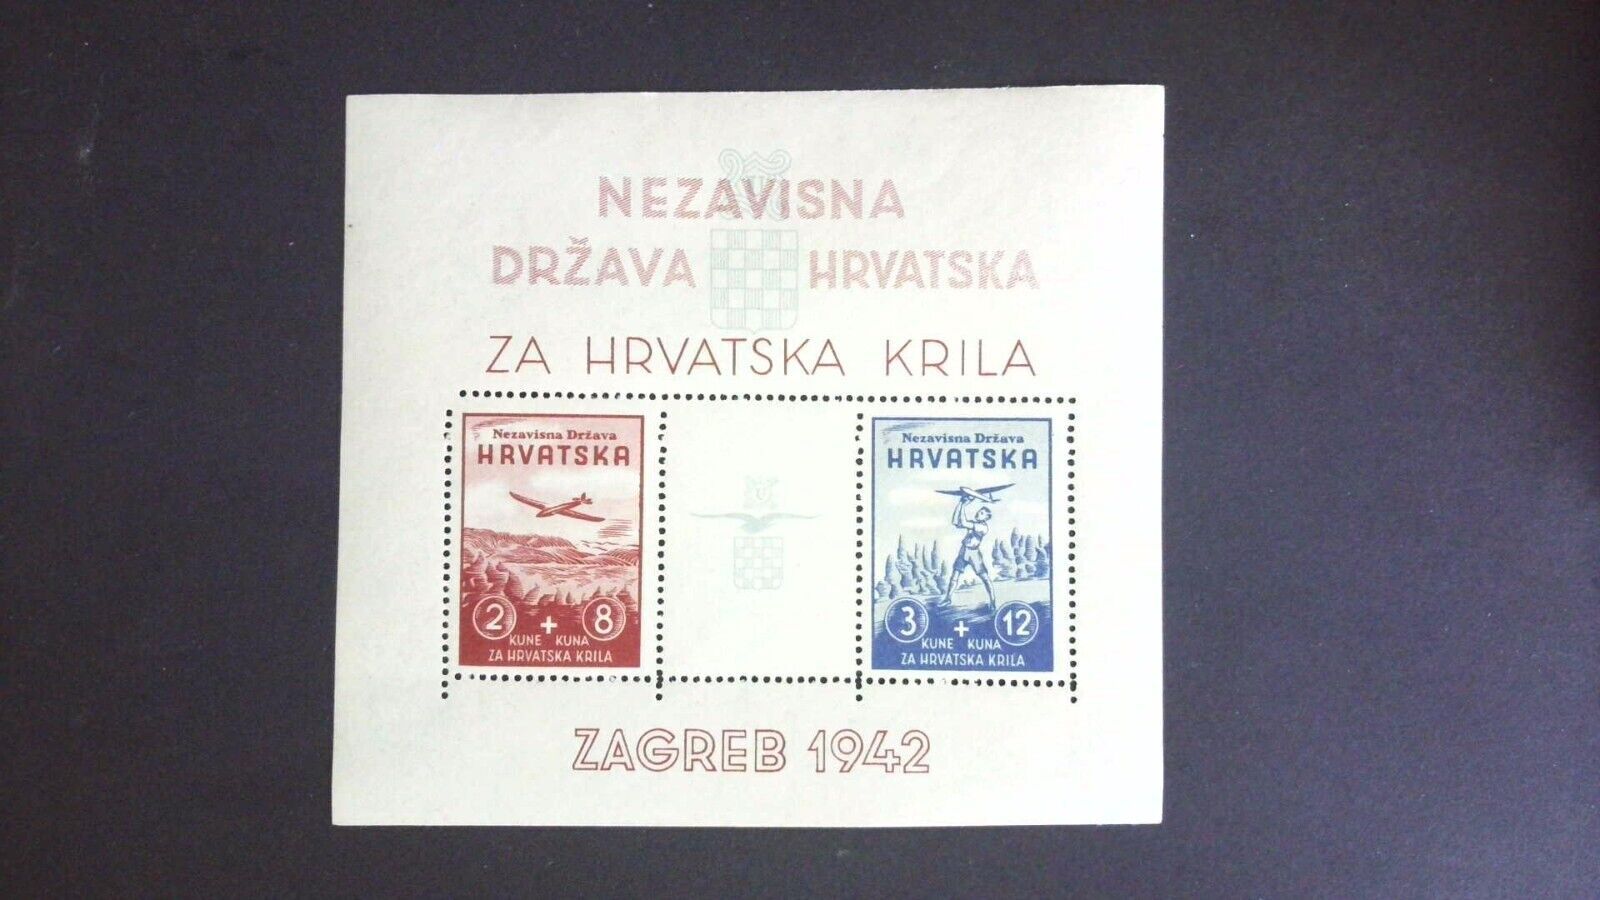 NEZAVISNA
DRŽAVA HRVATSKA
ZA HRVATSKA KRILA
Nezavisna Država
HRVATSKA
2 + 8
KUNE KUNA
ZA HRVATSKA KRILA
Nezavisna Država
HRVATSKA
3 + 12
KUNE KUNA
ZA HRVATSKA KRILA
ZAGREB 1942